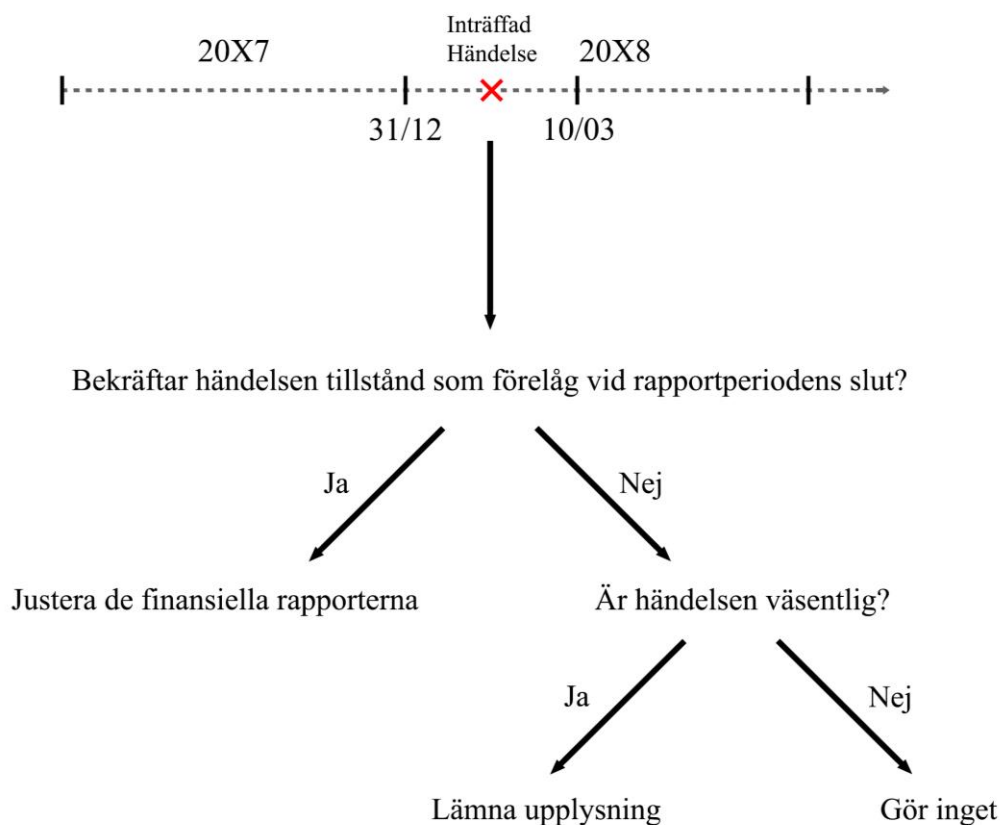 Inträffad
Händelse
20X7
20X8
31/12
10/03
Bekräftar händelsen tillstånd som förelåg vid rapportperiodens slut?
Ja
Nej
Justera de finansiella rapporterna
Är händelsen väsentlig?
Ja
Nej
Lämna upplysning
Gör inget